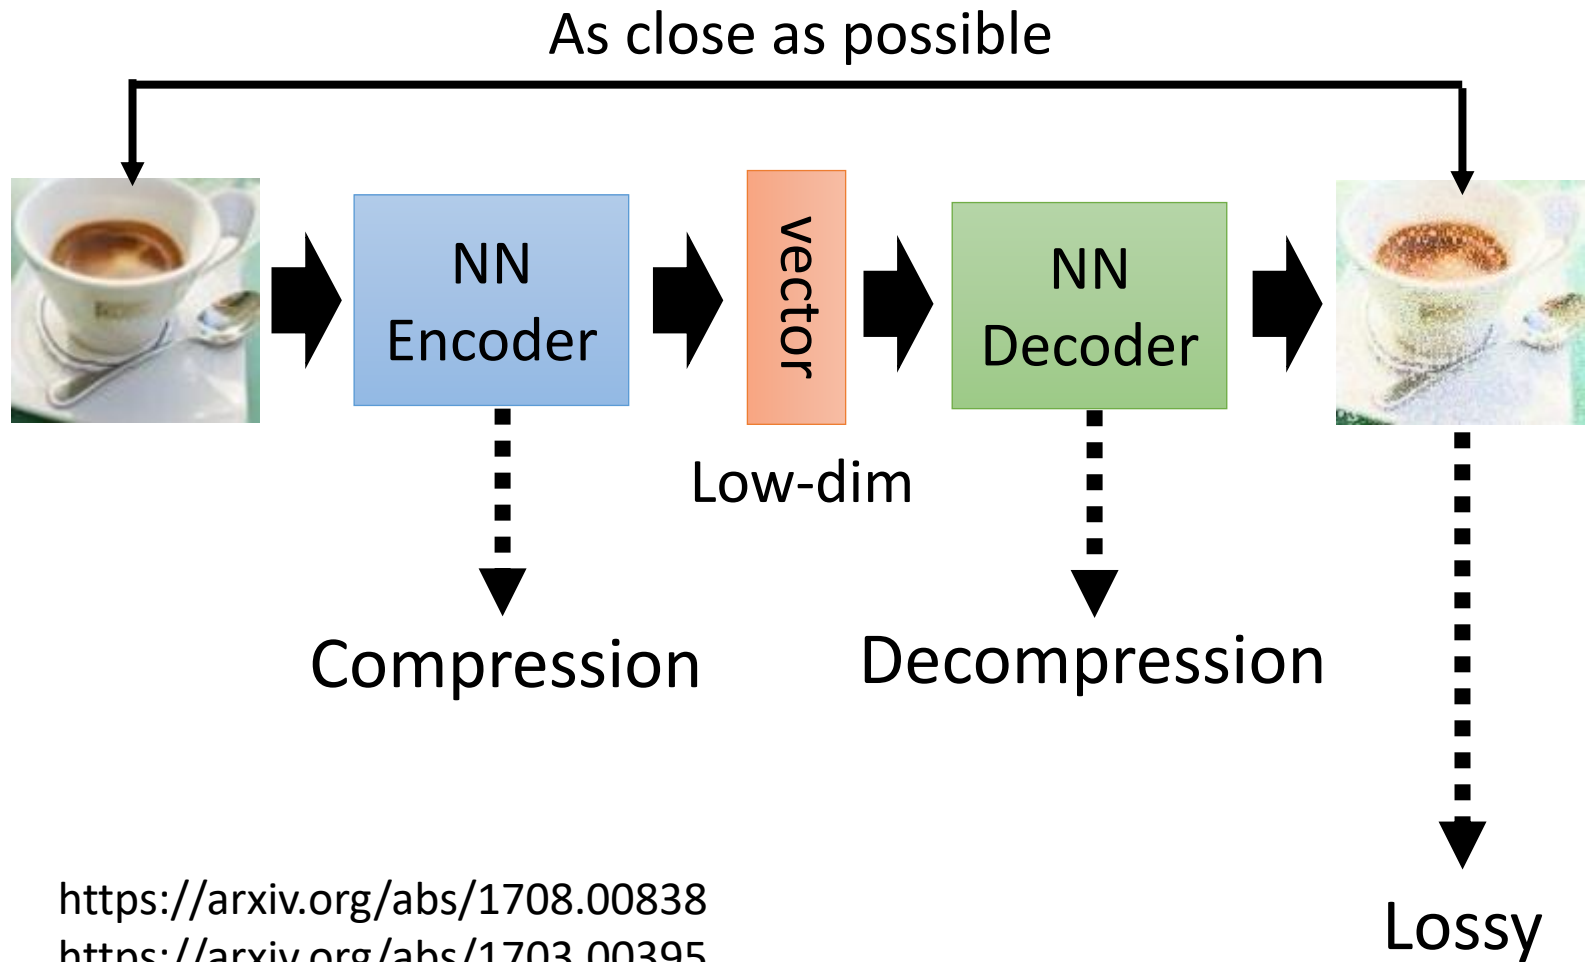 As close as possible
NN
Encoder
vector
NN
Decoder
Low-dim
Compression
Decompression
https://arxiv.org/abs/1708.00838
https://arxiv.org/abs/1703.00395
Lossy